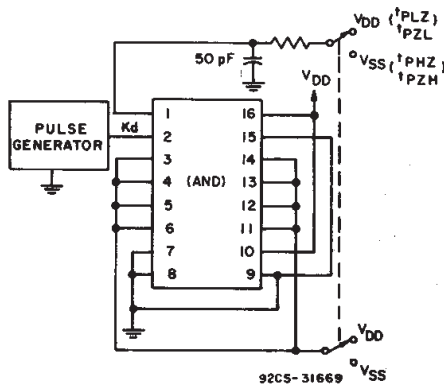 VDD (tPLZ)
tPZL
50 pF
VSS (tPHZ)
tPZH
VDD
PULSE
GENERATOR
Kd
(AND)
1 16
2 15
3 14
4 13
5 12
6 11
7 10
8 9
VDD
VSS
92CS-31669